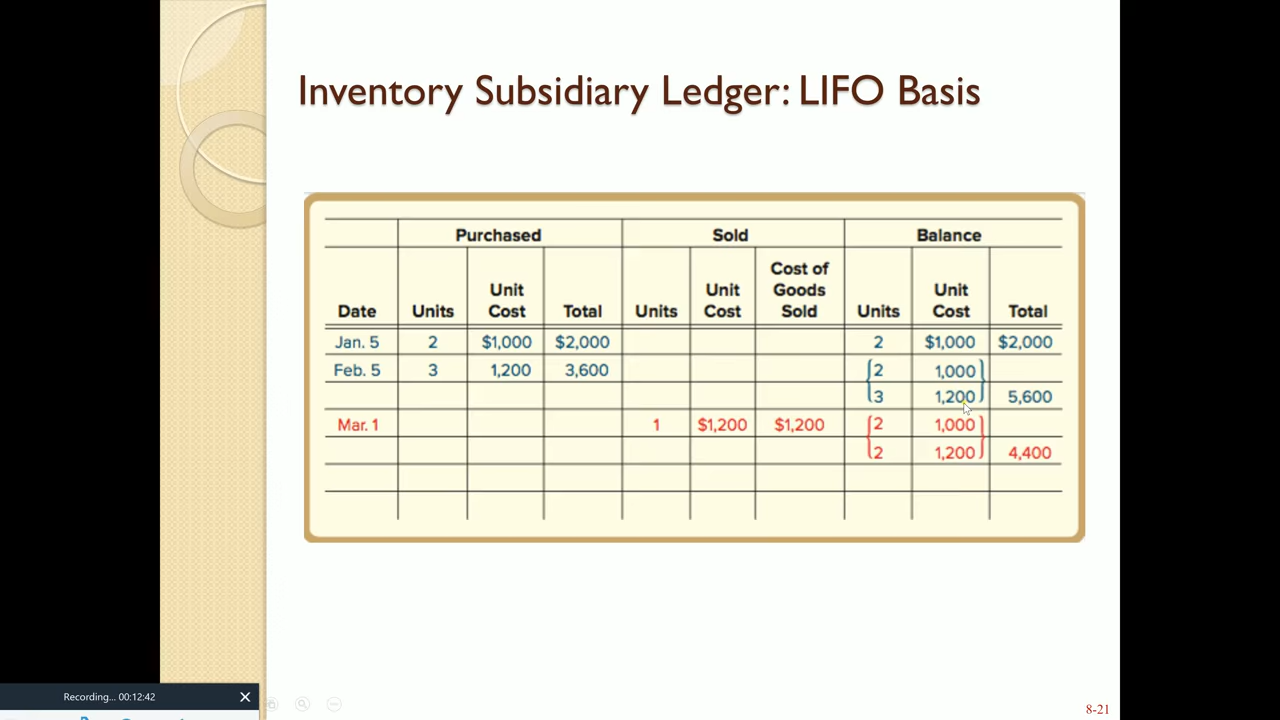 Inventory Subsidiary Ledger: LIFO Basis
Purchased Sold Balance
Date Units Unit Cost Total Units Unit Cost Cost of Goods Sold Units Unit Cost Total
Jan. 5 2 $1,000 $2,000 2 $1,000 $2,000
Feb. 5 3 1,200 3,600 2 1,000
3 1,200 5,600
Mar. 1 1 $1,200 $1,200 2 1,000
2 1,200 4,400
Recording... 00:12:42
8-21